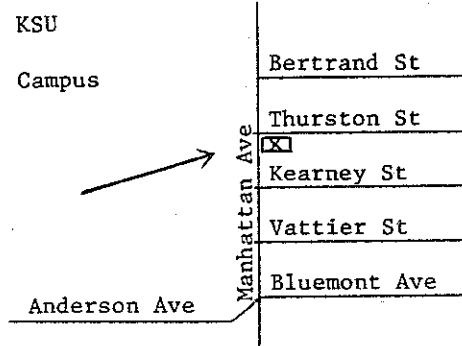 KSU
Campus
Bertrand St
Thurston St
X
Kearney St
Vattier St
Bluemont Ave
Manhattan Ave
Anderson Ave